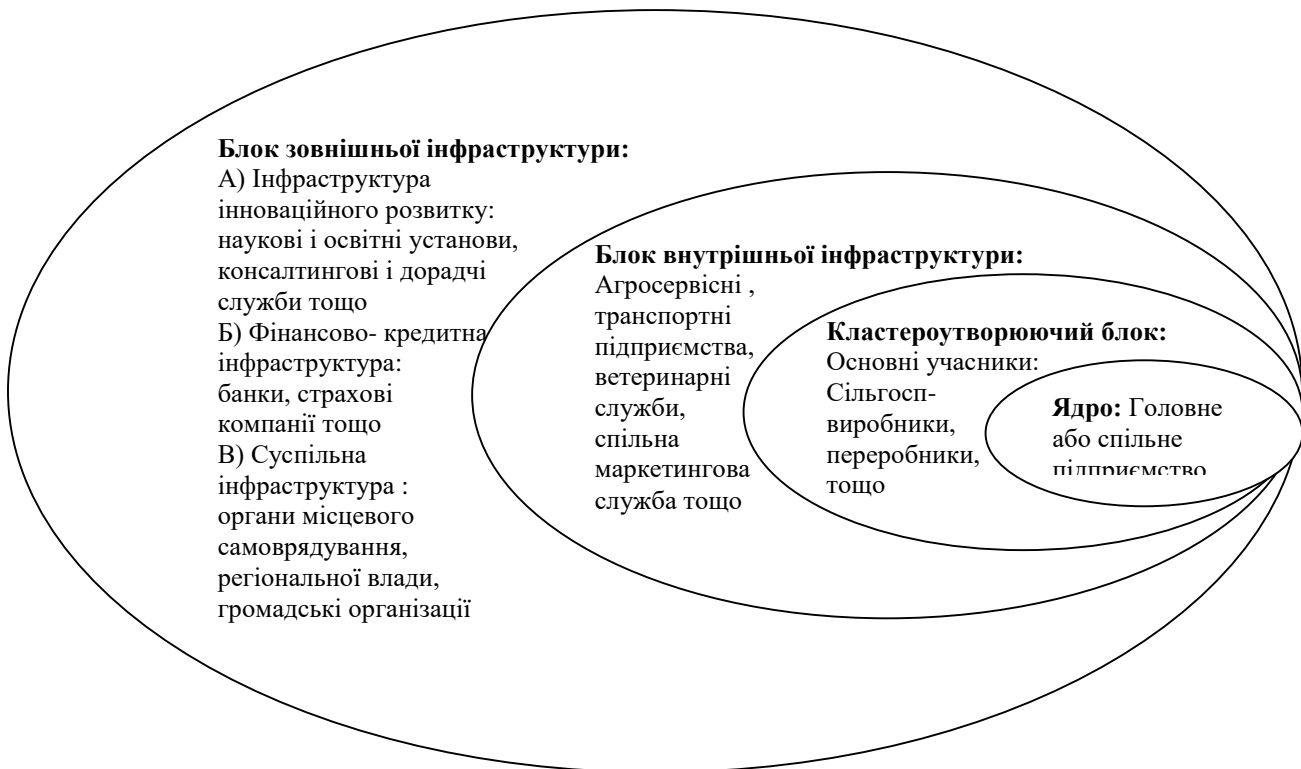 Блок зовнішньої інфраструктури:
А) Інфраструктура
інноваційного розвитку:
наукові і освітні установи,
консалтингові і дорадчі
служби тощо
Б) Фінансово- кредитна
інфраструктура:
банки, страхові
компанії тощо
В) Суспільна
інфраструктура :
органи місцевого
самоврядування,
регіональної влади,
громадські організації
Блок внутрішньої інфраструктури:
Агросервісні ,
транспортні
підприємства,
ветеринарні
служби,
спільна
маркетингова
служба тощо
Кластероутворюючий блок:
Основні учасники:
Сільгосп-
виробники,
переробники,
тощо
Ядро: Головне
або спільне
підприємство